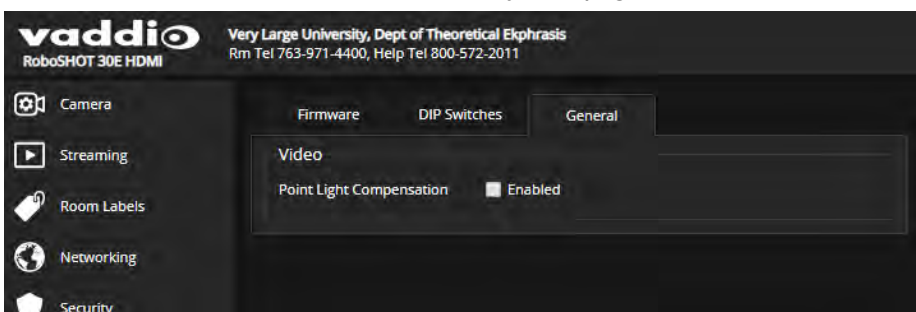 vaddio
RoboSHOT 30E HDMI
Very Large University, Dept of Theoretical Ekphrasis
Rm Tel 763-971-4400, Help Tel 800-572-2011
Camera
Streaming
Room Labels
Networking
Security
Firmware DIP Switches General
Video
Point Light Compensation Enabled